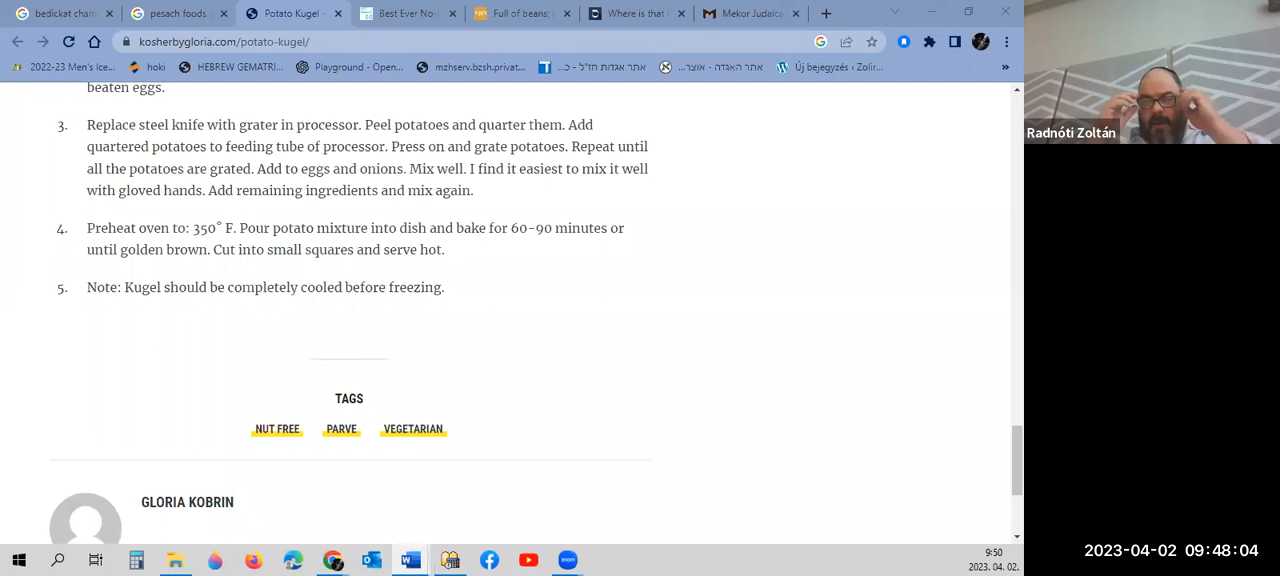 bedickat cham
pesach foods
Potato Kugel -
Best Ever No-
Full of beans;
Where is that C
Mekor Judaica
kosherbygloria.com/potato-kugel/
2022-23 Men's Ice...
hoki
HEBREW GEMATRI...
Playground - Open...
mzhserv.bzsh.privat...
אתר אגדות חז"ל - כ...
אתר האגדה - אוצר...
Új bejegyzés ‹ Zolir...
»
beaten eggs.
3. Replace steel knife with grater in processor. Peel potatoes and quarter them. Add
quartered potatoes to feeding tube of processor. Press on and grate potatoes. Repeat until
all the potatoes are grated. Add to eggs and onions. Mix well. I find it easiest to mix it well
with gloved hands. Add remaining ingredients and mix again.
4. Preheat oven to: 350˚ F. Pour potato mixture into dish and bake for 60-90 minutes or
until golden brown. Cut into small squares and serve hot.
5. Note: Kugel should be completely cooled before freezing.
TAGS
NUT FREE PARVE VEGETARIAN
GLORIA KOBRIN
9:50
2023. 04. 02.
Radnóti Zoltán
2023-04-02 09:48:04